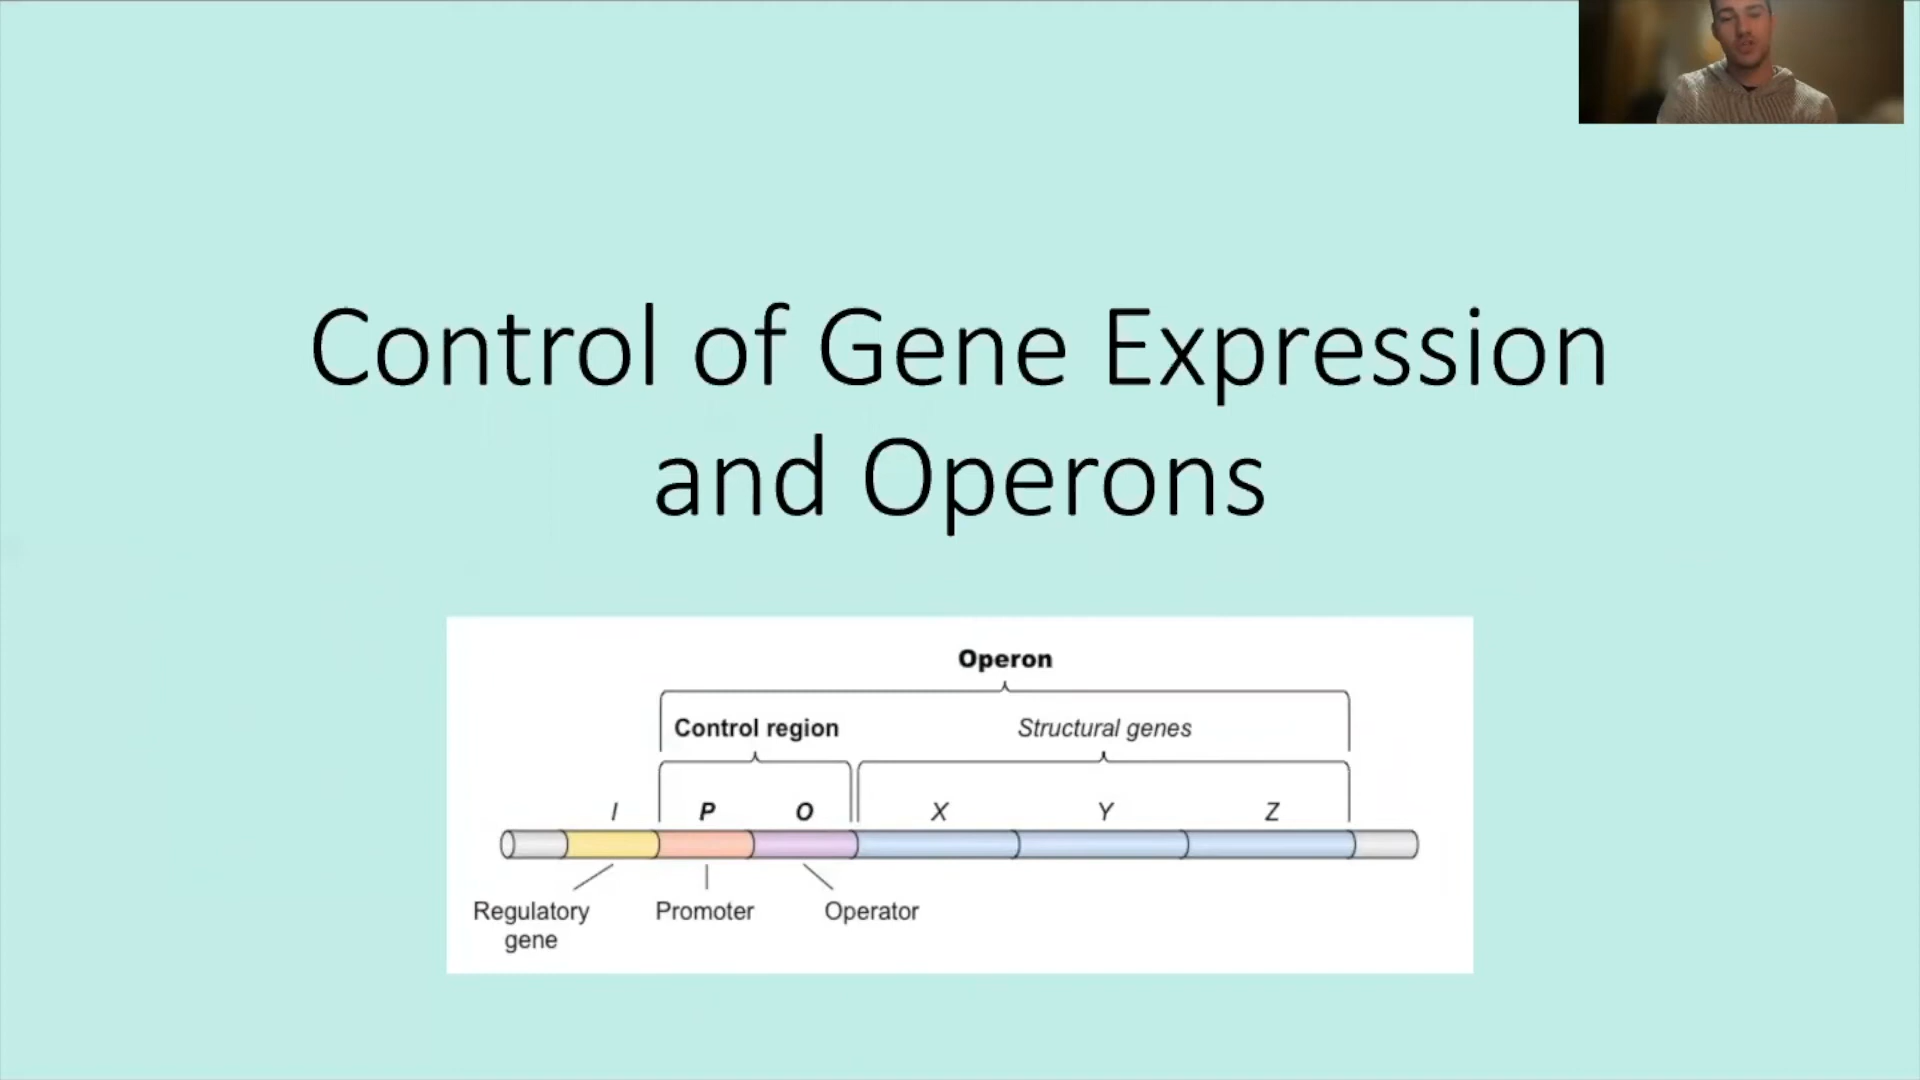 Control of Gene Expression
and Operons
Operon
Control region
Structural genes
I
P
O
X
Y
Z
Regulatory
gene
Promoter
Operator